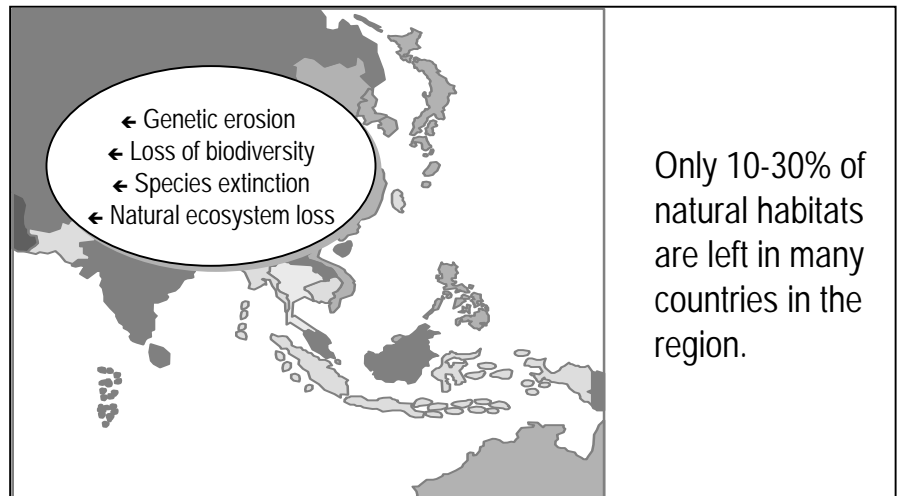 ← Genetic erosion
← Loss of biodiversity
← Species extinction
← Natural ecosystem loss
Only 10-30% of
natural habitats
are left in many
countries in the
region.